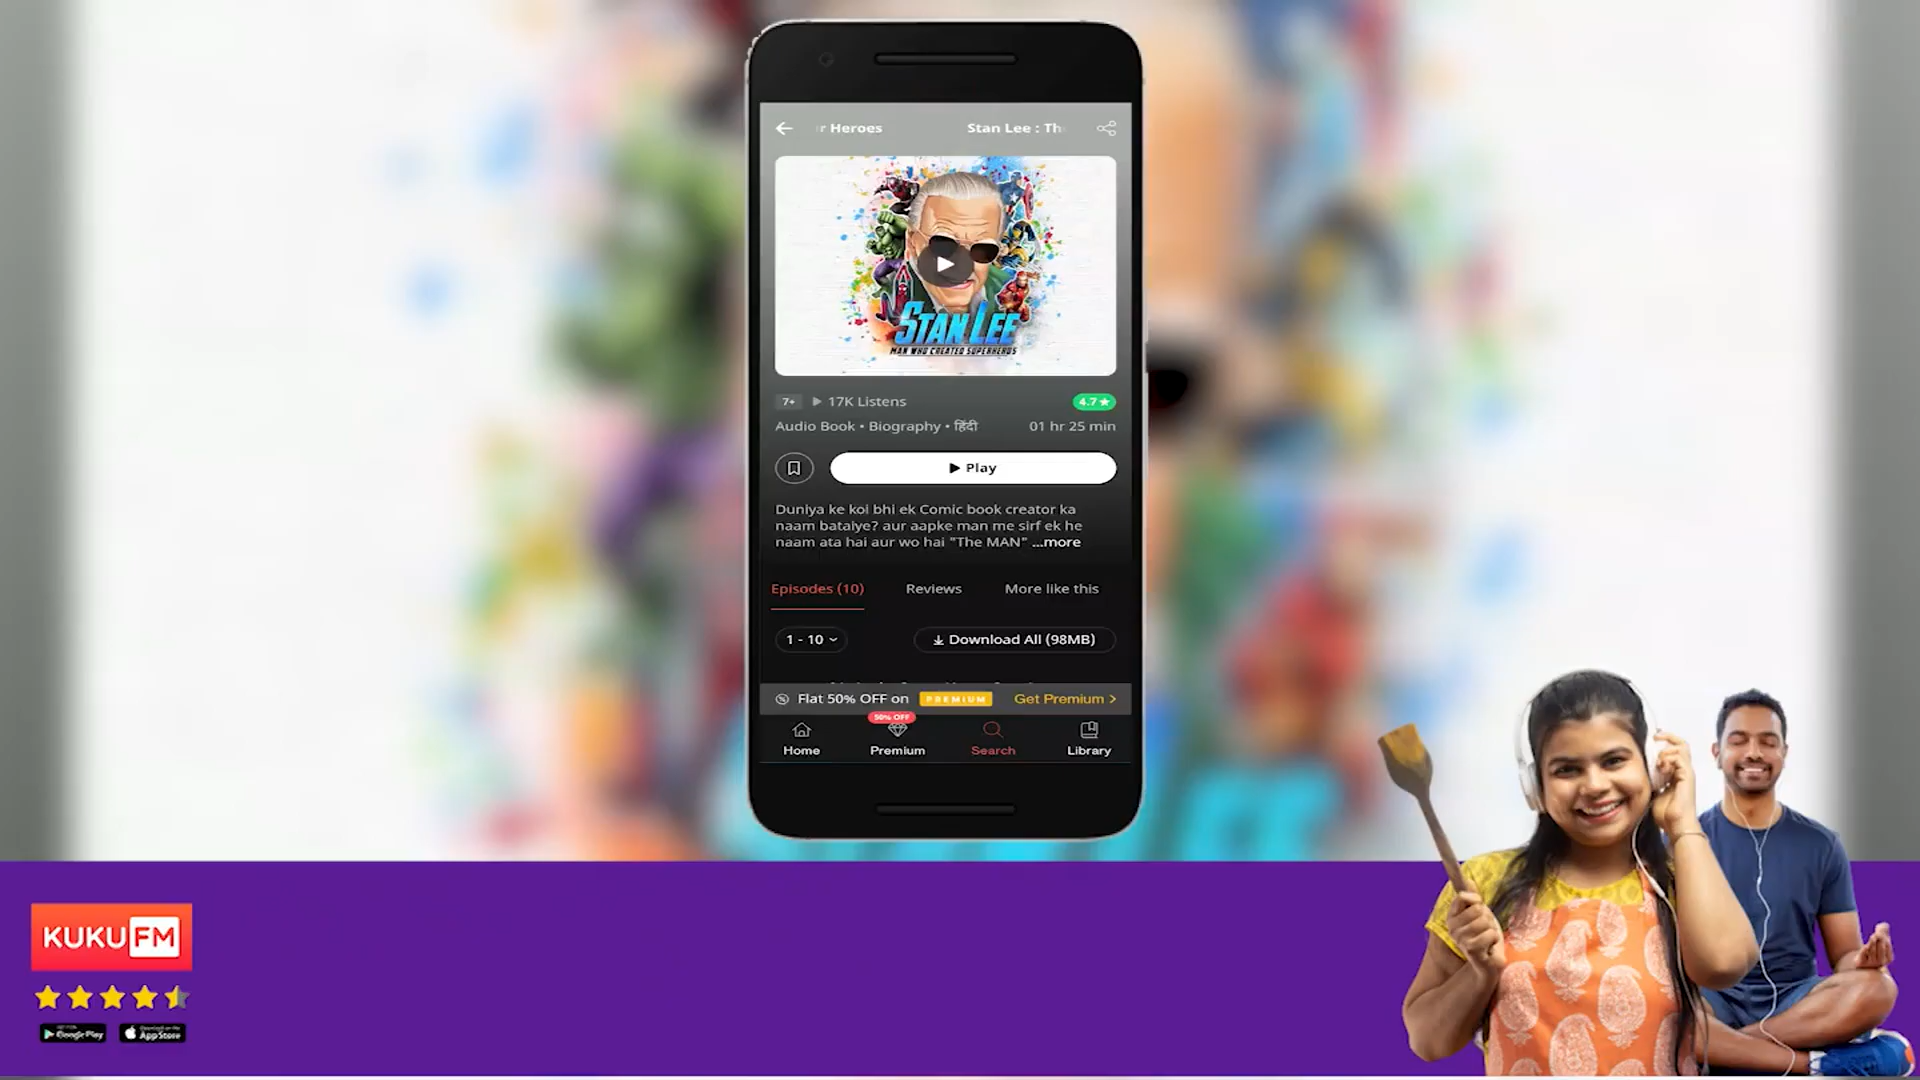 r Heroes
Stan Lee : Th
STAN LEE
MAN WHO CREATED SUPERHEROS
7+
17K Listens
4.7★
Audio Book • Biography • हिंदी
01 hr 25 min
Play
Duniya ke koi bhi ek Comic book creator ka
naam bataiye? aur aapke man me sirf ek he
naam ata hai aur wo hai "The MAN" ...more
Episodes (10)
Reviews
More like this
1 - 10
Download All (98MB)
Flat 50% OFF on
PREMIUM
Get Premium >
50% OFF
Home
Premium
Search
Library
KUKU FM
Google Play
App Store